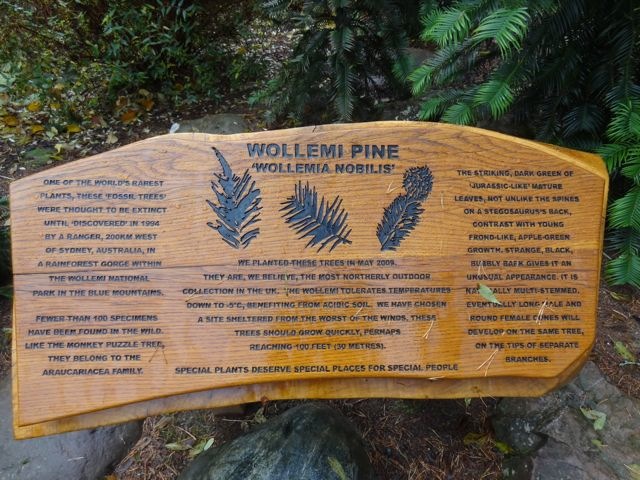 WOLLEMI PINE
'WOLLEMIA NOBILIS'
ONE OF THE WORLD'S RAREST
PLANTS, THESE 'FOSSIL TREES'
WERE THOUGHT TO BE EXTINCT
UNTIL 'DISCOVERED' IN 1994
BY A RANGER, 200KM WEST
OF SYDNEY, AUSTRALIA, IN
A RAINFOREST GORGE WITHIN
THE WOLLEMI NATIONAL
PARK IN THE BLUE MOUNTAINS.
FEWER THAN 100 SPECIMENS
HAVE BEEN FOUND IN THE WILD.
LIKE THE MONKEY PUZZLE TREE,
THEY BELONG TO THE
ARAUCARIACEA FAMILY.
WE PLANTED THESE TREES IN MAY 2009.
THEY ARE, WE BELIEVE, THE MOST NORTHERLY OUTDOOR
COLLECTION IN THE UK. THE WOLLEMI TOLERATES TEMPERATURES
DOWN TO -5°C, BENEFITING FROM ACIDIC SOIL. WE HAVE CHOSEN
A SITE SHELTERED FROM THE WORST OF THE WINDS. THESE
TREES SHOULD GROW QUICKLY, PERHAPS
REACHING 100 FEET (30 METRES).
SPECIAL PLANTS DESERVE SPECIAL PLACES FOR SPECIAL PEOPLE
THE STRIKING, DARK GREEN OF
'JURASSIC-LIKE' MATURE
LEAVES, NOT UNLIKE THE SPINES
ON A STEGOSAURUS'S BACK,
CONTRAST WITH YOUNG
FROND-LIKE, APPLE-GREEN
GROWTH. STRANGE, BLACK,
BUBBLY BARK GIVES IT AN
UNUSUAL APPEARANCE. IT IS
NATURALLY MULTI-STEMMED.
EVENTUALLY LONG MALE AND
ROUND FEMALE CONES WILL
DEVELOP ON THE SAME TREE,
ON THE TIPS OF SEPARATE
BRANCHES.